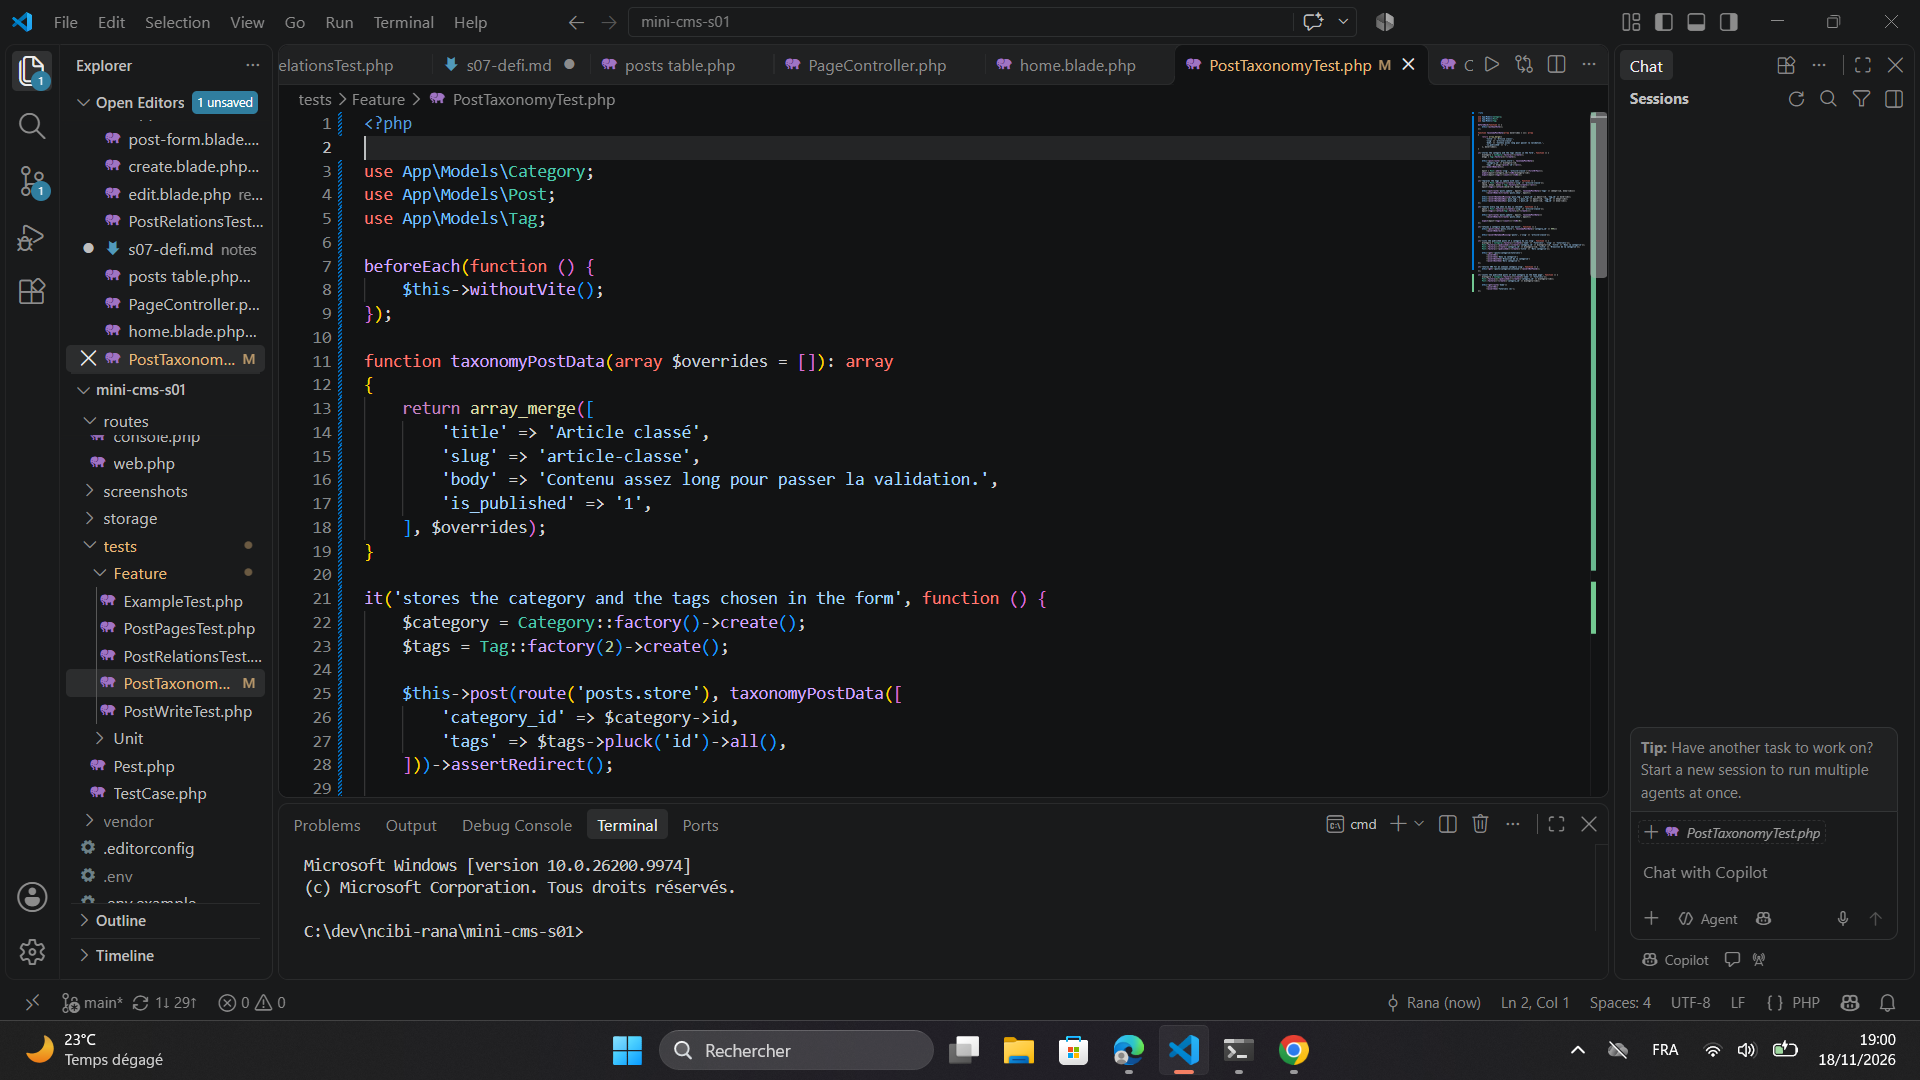 File Edit Selection View Go Run Terminal Help
mini-cms-s01
Explorer
Open Editors 1 unsaved
post-form.blade....
create.blade.php...
edit.blade.php re...
PostRelationsTest...
s07-defi.md notes
posts table.php...
PageController.p...
home.blade.php...
PostTaxonom... M
mini-cms-s01
routes
console.php
web.php
screenshots
storage
tests
Feature
ExampleTest.php
PostPagesTest.php
PostRelationsTest....
PostTaxonom... M
PostWriteTest.php
Unit
Pest.php
TestCase.php
vendor
.editorconfig
.env
.env.example
Outline
Timeline
elationsTest.php
s07-defi.md
posts table.php
PageController.php
home.blade.php
PostTaxonomyTest.php M
C
tests > Feature > PostTaxonomyTest.php
1 <?php
2
3 use App\Models\Category;
4 use App\Models\Post;
5 use App\Models\Tag;
6
7 beforeEach(function () {
8 $this->withoutVite();
9 });
10
11 function taxonomyPostData(array $overrides = []): array
12 {
13 return array_merge([
14 'title' => 'Article classé',
15 'slug' => 'article-classe',
16 'body' => 'Contenu assez long pour passer la validation.',
17 'is_published' => '1',
18 ], $overrides);
19 }
20
21 it('stores the category and the tags chosen in the form', function () {
22 $category = Category::factory()->create();
23 $tags = Tag::factory(2)->create();
24
25 $this->post(route('posts.store'), taxonomyPostData([
26 'category_id' => $category->id,
27 'tags' => $tags->pluck('id')->all(),
28 ]))->assertRedirect();
29
Problems Output Debug Console Terminal Ports
cmd
Microsoft Windows [version 10.0.26200.9974]
(c) Microsoft Corporation. Tous droits réservés.
C:\dev\ncibi-rana\mini-cms-s01>
Chat
Sessions
Tip: Have another task to work on?
Start a new session to run multiple
agents at once.
PostTaxonomyTest.php
Chat with Copilot
Agent
Copilot
main* 1↓ 29↑ 0 0
Rana (now) Ln 2, Col 1 Spaces: 4 UTF-8 LF {} PHP
23°C
Temps dégagé
Rechercher
FRA
19:00
18/11/2026